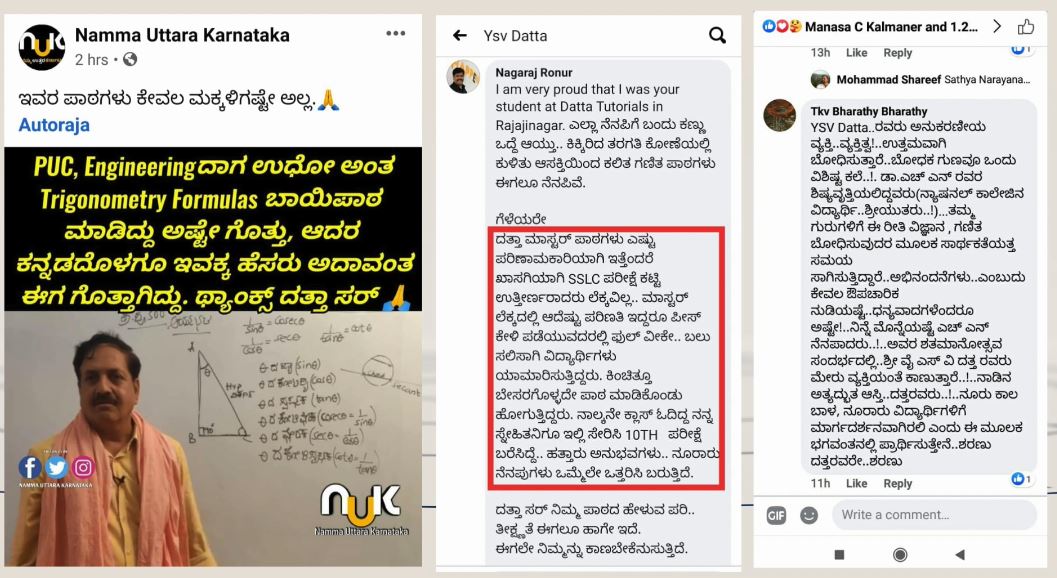 Namma Uttara Karnataka
2 hrs
ಇವರ ಪಾಠಗಳು ಕೇವಲ ಮಕ್ಕಳಿಗಷ್ಟೇ ಅಲ್ಲ.🙏
Autoraja
PUC, Engineeringದಾಗ ಉಧೋ ಅಂತ
Trigonometry Formulas ಬಾಯಿಪಾಠ
ಮಾಡಿದ್ದು ಅಷ್ಟೇ ಗೊತ್ತು, ಆದರ
ಕನ್ನಡದೊಳಗೂ ಇವಕ್ಕ ಹೆಸರು ಅದಾವಂತ
ಈಗ ಗೊತ್ತಾಗಿದ್ದು. ಥ್ಯಾಂಕ್ಸ್ ದತ್ತಾ ಸರ್ 🙏
A
B
NAMMA UTTARA KARNATAKA
nuk
Namma Uttara Karnataka
Ysv Datta
Nagaraj Ronur
I am very proud that I was your
student at Datta Tutorials in
Rajajinagar. ಎಲ್ಲಾ ನೆನಪಿಗೆ ಬಂದು ಕಣ್ಣು
ಒದ್ದೆ ಆಯ್ತು.. ಕಿಕ್ಕಿರಿದ ತರಗತಿ ಕೋಣೆಯಲ್ಲಿ
ಕುಳಿತು ಆಸಕ್ತಿಯಿಂದ ಕಲಿತ ಗಣಿತ ಪಾಠಗಳು
ಈಗಲೂ ನೆನಪಿವೆ.
ಗೆಳೆಯರೇ
ದತ್ತಾ ಮಾಸ್ಟರ್ ಪಾಠಗಳು ಎಷ್ಟು
ಪರಿಣಾಮಕಾರಿಯಾಗಿ ಇತ್ತೆಂದರೆ
ಖಾಸಗಿಯಾಗಿ SSLC ಪರೀಕ್ಷೆ ಕಟ್ಟಿ
ಉತ್ತೀರ್ಣರಾದರು ಲೆಕ್ಕವಿಲ್ಲ.. ಮಾಸ್ಟರ್
ಲೆಕ್ಕದಲ್ಲಿ ಆದೆಷ್ಟು ಪರಿಣತಿ ಇದ್ದರೂ ಪೀಸ್
ಕೇಳಿ ಪಡೆಯುವದರಲ್ಲಿ ಫುಲ್ ವೀಕೇ.. ಬಲು
ಸಲಿಸಾಗಿ ವಿದ್ಯಾರ್ಥಿಗಳು
ಯಾಮಾರಿಸುತ್ತಿದ್ದರು. ಕಿಂಚಿತ್ತೂ
ಬೇಸರಗೊಳ್ಳದೇ ಪಾಠ ಮಾಡಿಕೊಂಡು
ಹೋಗುತ್ತಿದ್ದರು. ನಾಲ್ಕನೇ ಕ್ಲಾಸ್ ಓದಿದ್ದ ನನ್ನ
ಸ್ನೇಹಿತನಿಗೂ ಇಲ್ಲಿ ಸೇರಿಸಿ 10TH ಪರೀಕ್ಷೆ
ಬರೆಸಿದ್ದೆ.. ಹತ್ತಾರು ಅನುಭವಗಳು.. ನೂರಾರು
ನೆನಪುಗಳು ಒಮ್ಮೆಲೇ ಒತ್ತರಿಸಿ ಬರುತ್ತಿದೆ.
ದತ್ತಾ ಸರ್ ನಿಮ್ಮ ಪಾಠದ ಹೇಳುವ ಪರಿ..
ತೀಕ್ಷ್ಣತೆ ಈಗಲೂ ಹಾಗೇ ಇದೆ.
ಈಗಲೇ ನಿಮ್ಮನ್ನು ಕಾಣಬೇಕೆನುಸುತ್ತಿದೆ.
Manasa C Kalmaner and 1.2...
13h Like Reply 1
Mohammad Shareef Sathya Narayana...
Tkv Bharathy Bharathy
YSV Datta..ರವರು ಅನುಕರಣೀಯ
ವ್ಯಕ್ತಿ..ವ್ಯಕ್ತಿತ್ವ!..ಉತ್ತಮವಾಗಿ
ಬೋಧಿಸುತ್ತಾರೆ..ಬೋಧಕ ಗುಣವೂ ಒಂದು
ವಿಶಿಷ್ಟ ಕಲೆ..!. ಡಾ.ಎಚ್ ಎನ್ ರವರ
ಶಿಷ್ಯವೃತ್ತಿಯಲಿದ್ದವರು(ನ್ಯಾಷನಲ್ ಕಾಲೇಜಿನ
ವಿದ್ಯಾರ್ಥಿ..ಶ್ರೀಯುತರು..!)...ತಮ್ಮ
ಗುರುಗಳಿಗೆ ಈ ರೀತಿ ವಿಜ್ಞಾನ , ಗಣಿತ
ಬೋಧಿಸುವುದರ ಮೂಲಕ ಸಾರ್ಥಕತೆಯತ್ತ
ಸಮಯ
ಸಾಗಿಸುತ್ತಿದ್ದಾರೆ..ಅಭಿನಂದನೆಗಳು..ಎಂಬುದು
ಕೇವಲ ಔಪಚಾರಿಕ
ನುಡಿಯಷ್ಟೆ..ಧನ್ಯವಾದಗಳೆಂದರೂ
ಅಷ್ಟೇ!..ನಿನ್ನೆ ಮೊನ್ನೆಯಷ್ಟೆ ಎಚ್ ಎನ್
ನೆನಪಾದರು..!..ಅವರ ಶತಮಾನೋತ್ಸವ
ಸಂದರ್ಭದಲ್ಲಿ..ಶ್ರೀ ವೈ ಎಸ್ ವಿ ದತ್ತ ರವರು
ಮೇರು ವ್ಯಕ್ತಿಯಂತೆ ಕಾಣುತ್ತಾರೆ..!..ನಾಡಿನ
ಅತ್ಯದ್ಭುತ ಆಸ್ತಿ..ದತ್ತರವರು..!..ನೂರು ಕಾಲ
ಬಾಳ, ನೂರಾರು ವಿದ್ಯಾರ್ಥಿಗಳಿಗೆ
ಮಾರ್ಗದರ್ಶನವಾಗಿರಲಿ ಎಂದು ಈ ಮೂಲಕ
ಭಗವಂತನಲ್ಲಿ ಪ್ರಾರ್ಥಿಸುತ್ತೇನೆ..ಶರಣು
ದತ್ತರವರೇ..ಶರಣು
11h Like Reply 1
GIF Write a comment...